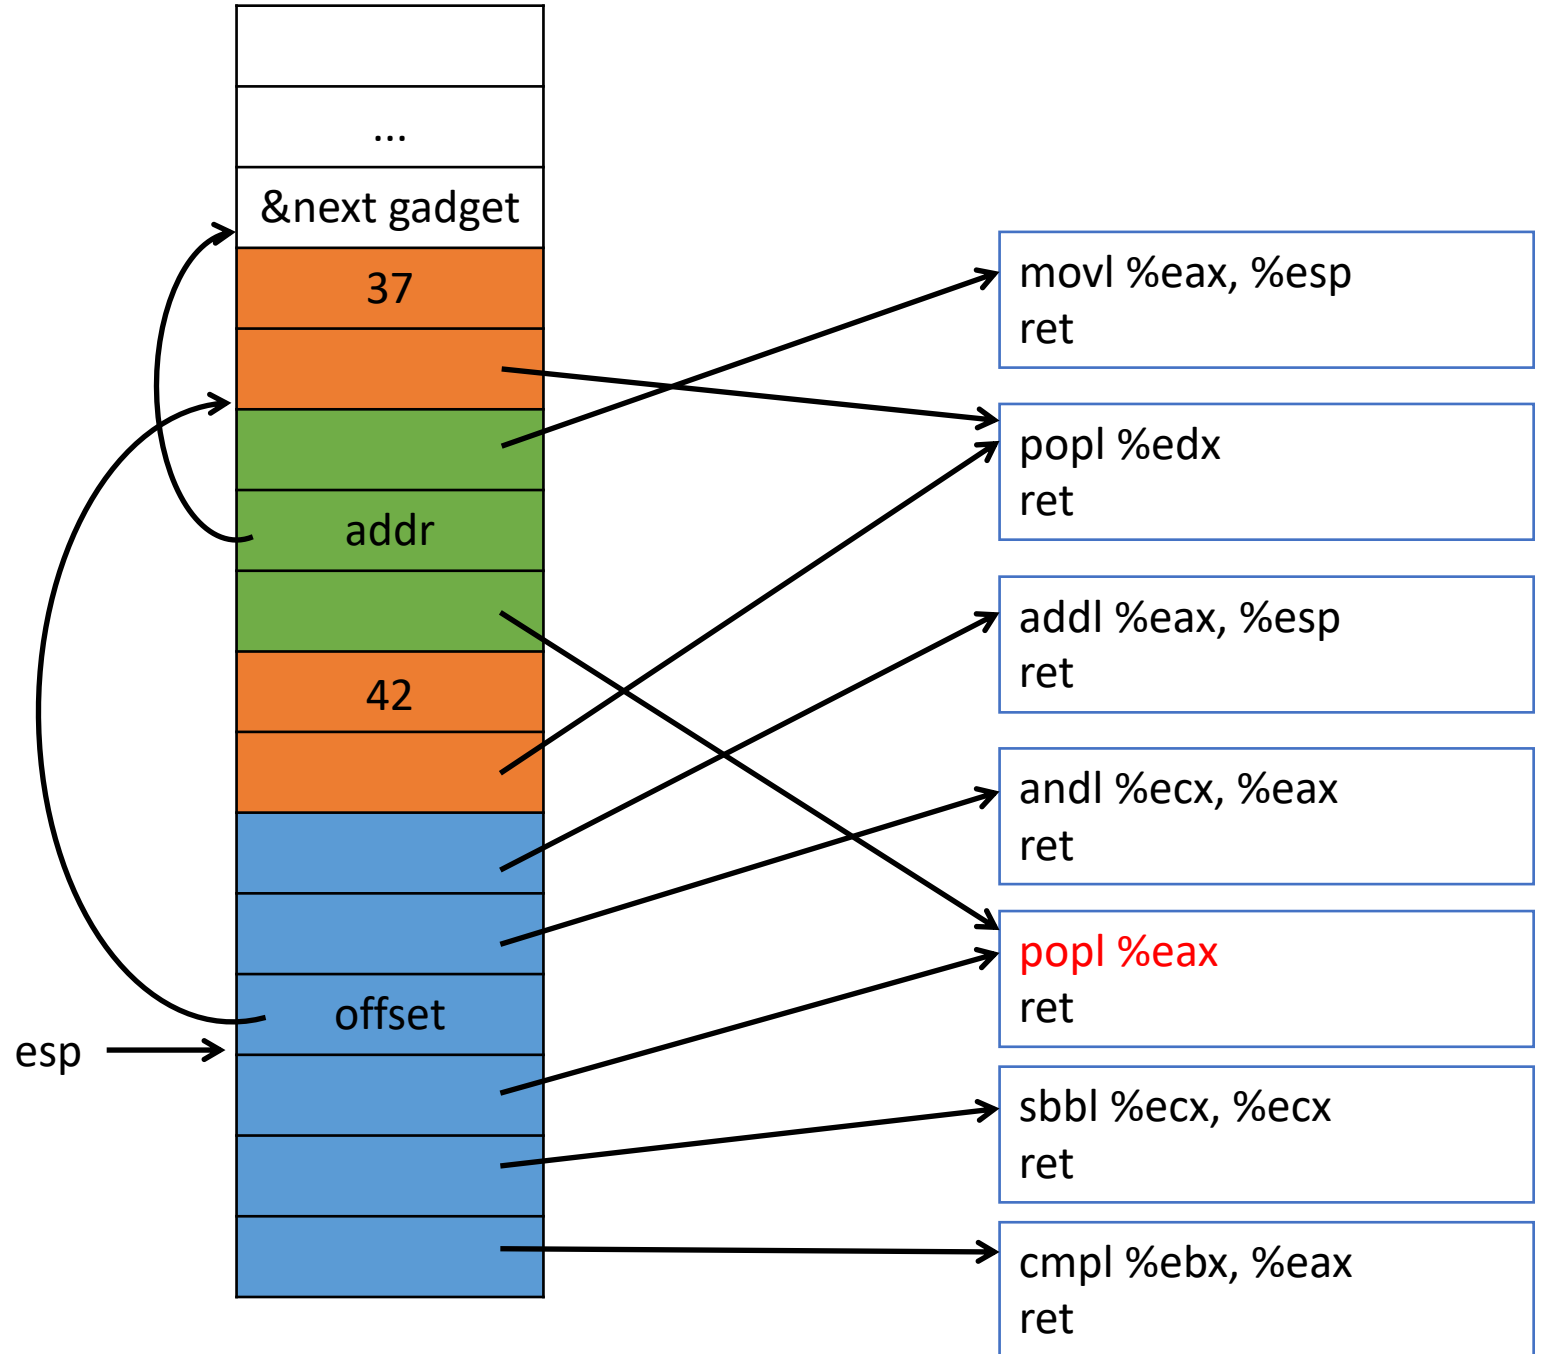 ...
&next gadget
37
addr
42
offset
esp
movl %eax, %esp
ret
popl %edx
ret
addl %eax, %esp
ret
andl %ecx, %eax
ret
popl %eax
ret
sbbl %ecx, %ecx
ret
cmpl %ebx, %eax
ret